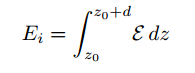 $E_i = \int_{z_0}^{z_0+d} \mathcal{E}\, dz$